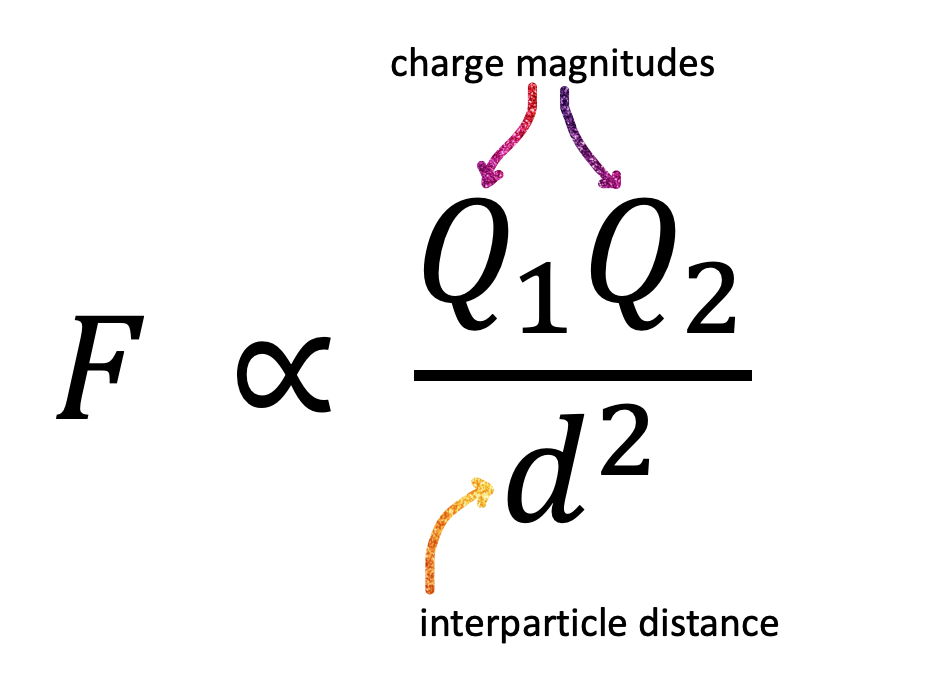 charge magnitudes
F ∝ Q₁Q₂
d²
interparticle distance